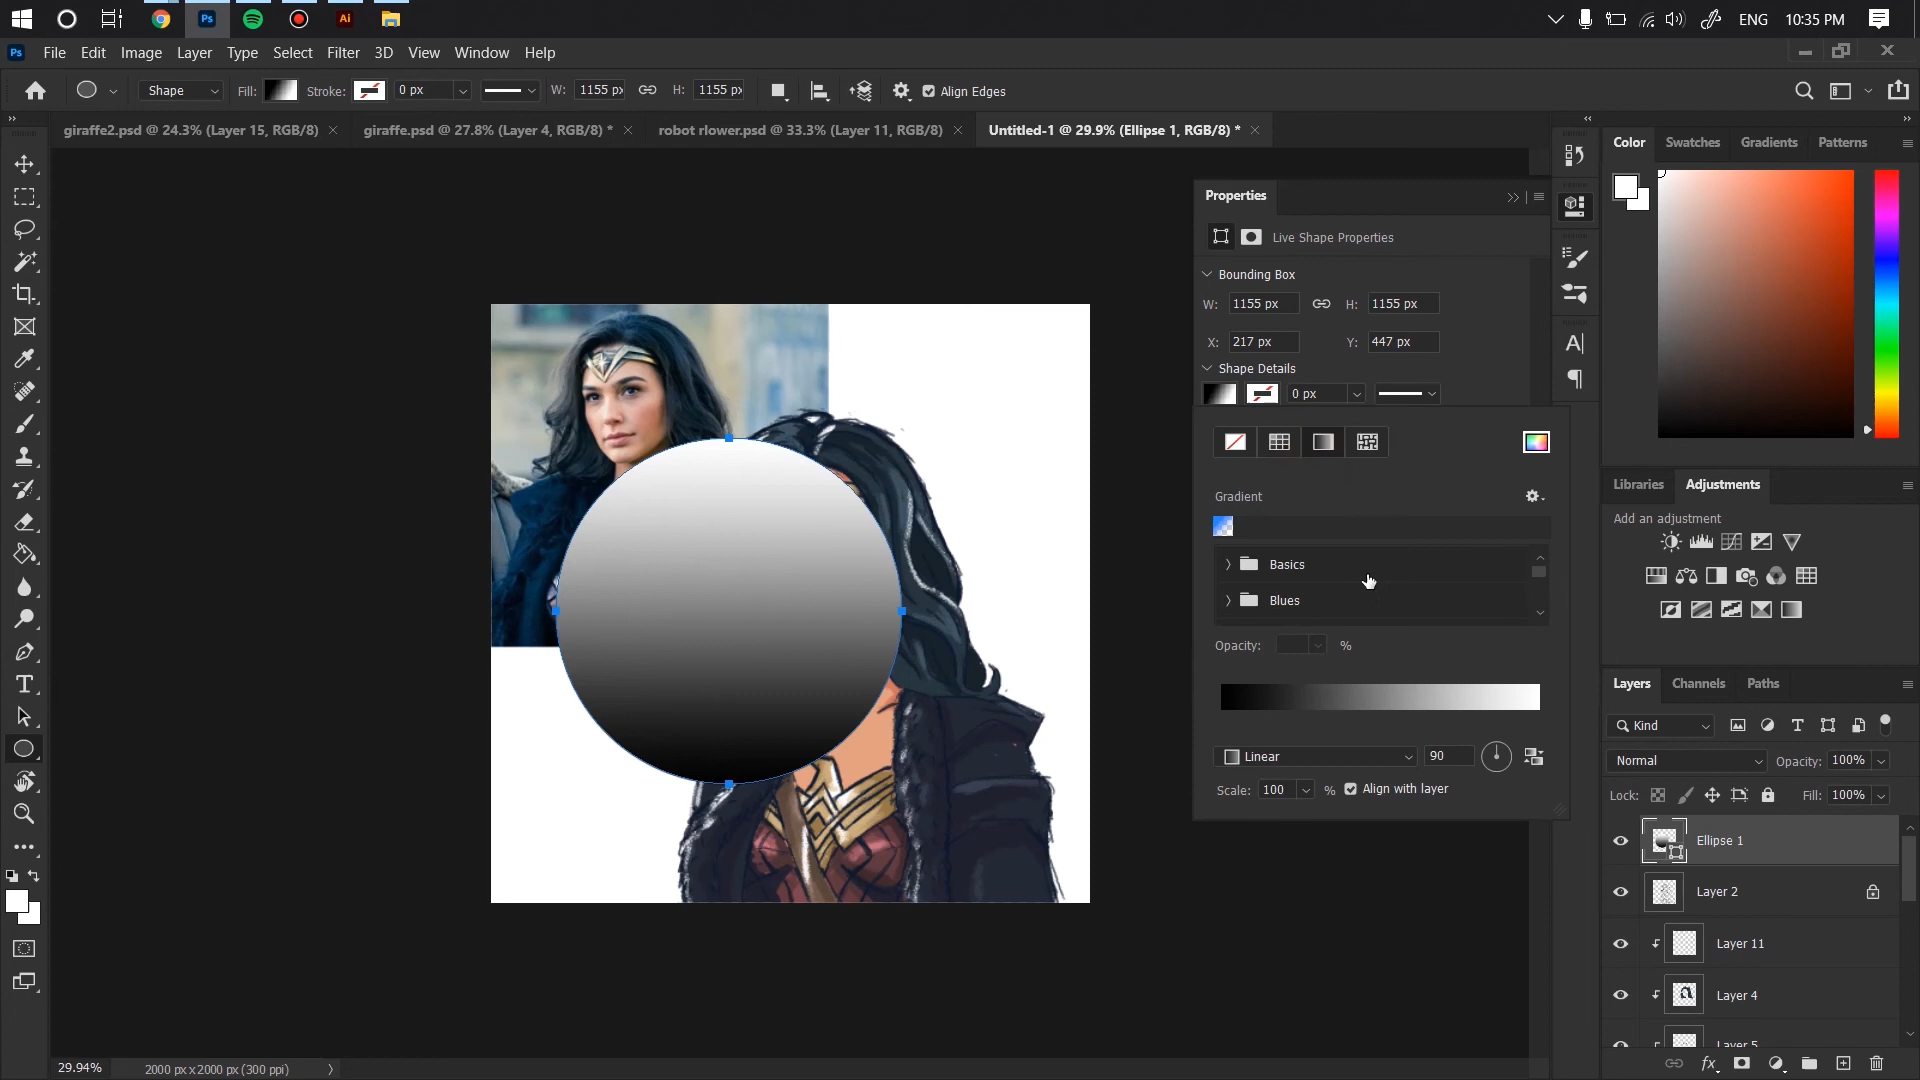 Ps Ai ENG 10:35 PM
Ps File Edit Image Layer Type Select Filter 3D View Window Help
Shape Fill: Stroke: 0 px W: 1155 px H: 1155 px Align Edges
giraffe2.psd @ 24.3% (Layer 15, RGB/8) giraffe.psd @ 27.8% (Layer 4, RGB/8) * robot rlower.psd @ 33.3% (Layer 11, RGB/8) Untitled-1 @ 29.9% (Ellipse 1, RGB/8) *
Color Swatches Gradients Patterns
Properties
Live Shape Properties
Bounding Box
W: 1155 px H: 1155 px
X: 217 px Y: 447 px
Shape Details
0 px
Gradient
Basics
Blues
Opacity: %
Linear 90
Scale: 100 % Align with layer
Libraries Adjustments
Add an adjustment
Layers Channels Paths
Kind
Normal Opacity: 100%
Lock: Fill: 100%
Ellipse 1
Layer 2
Layer 11
Layer 4
Layer 5
29.94% 2000 px x 2000 px (300 ppi)